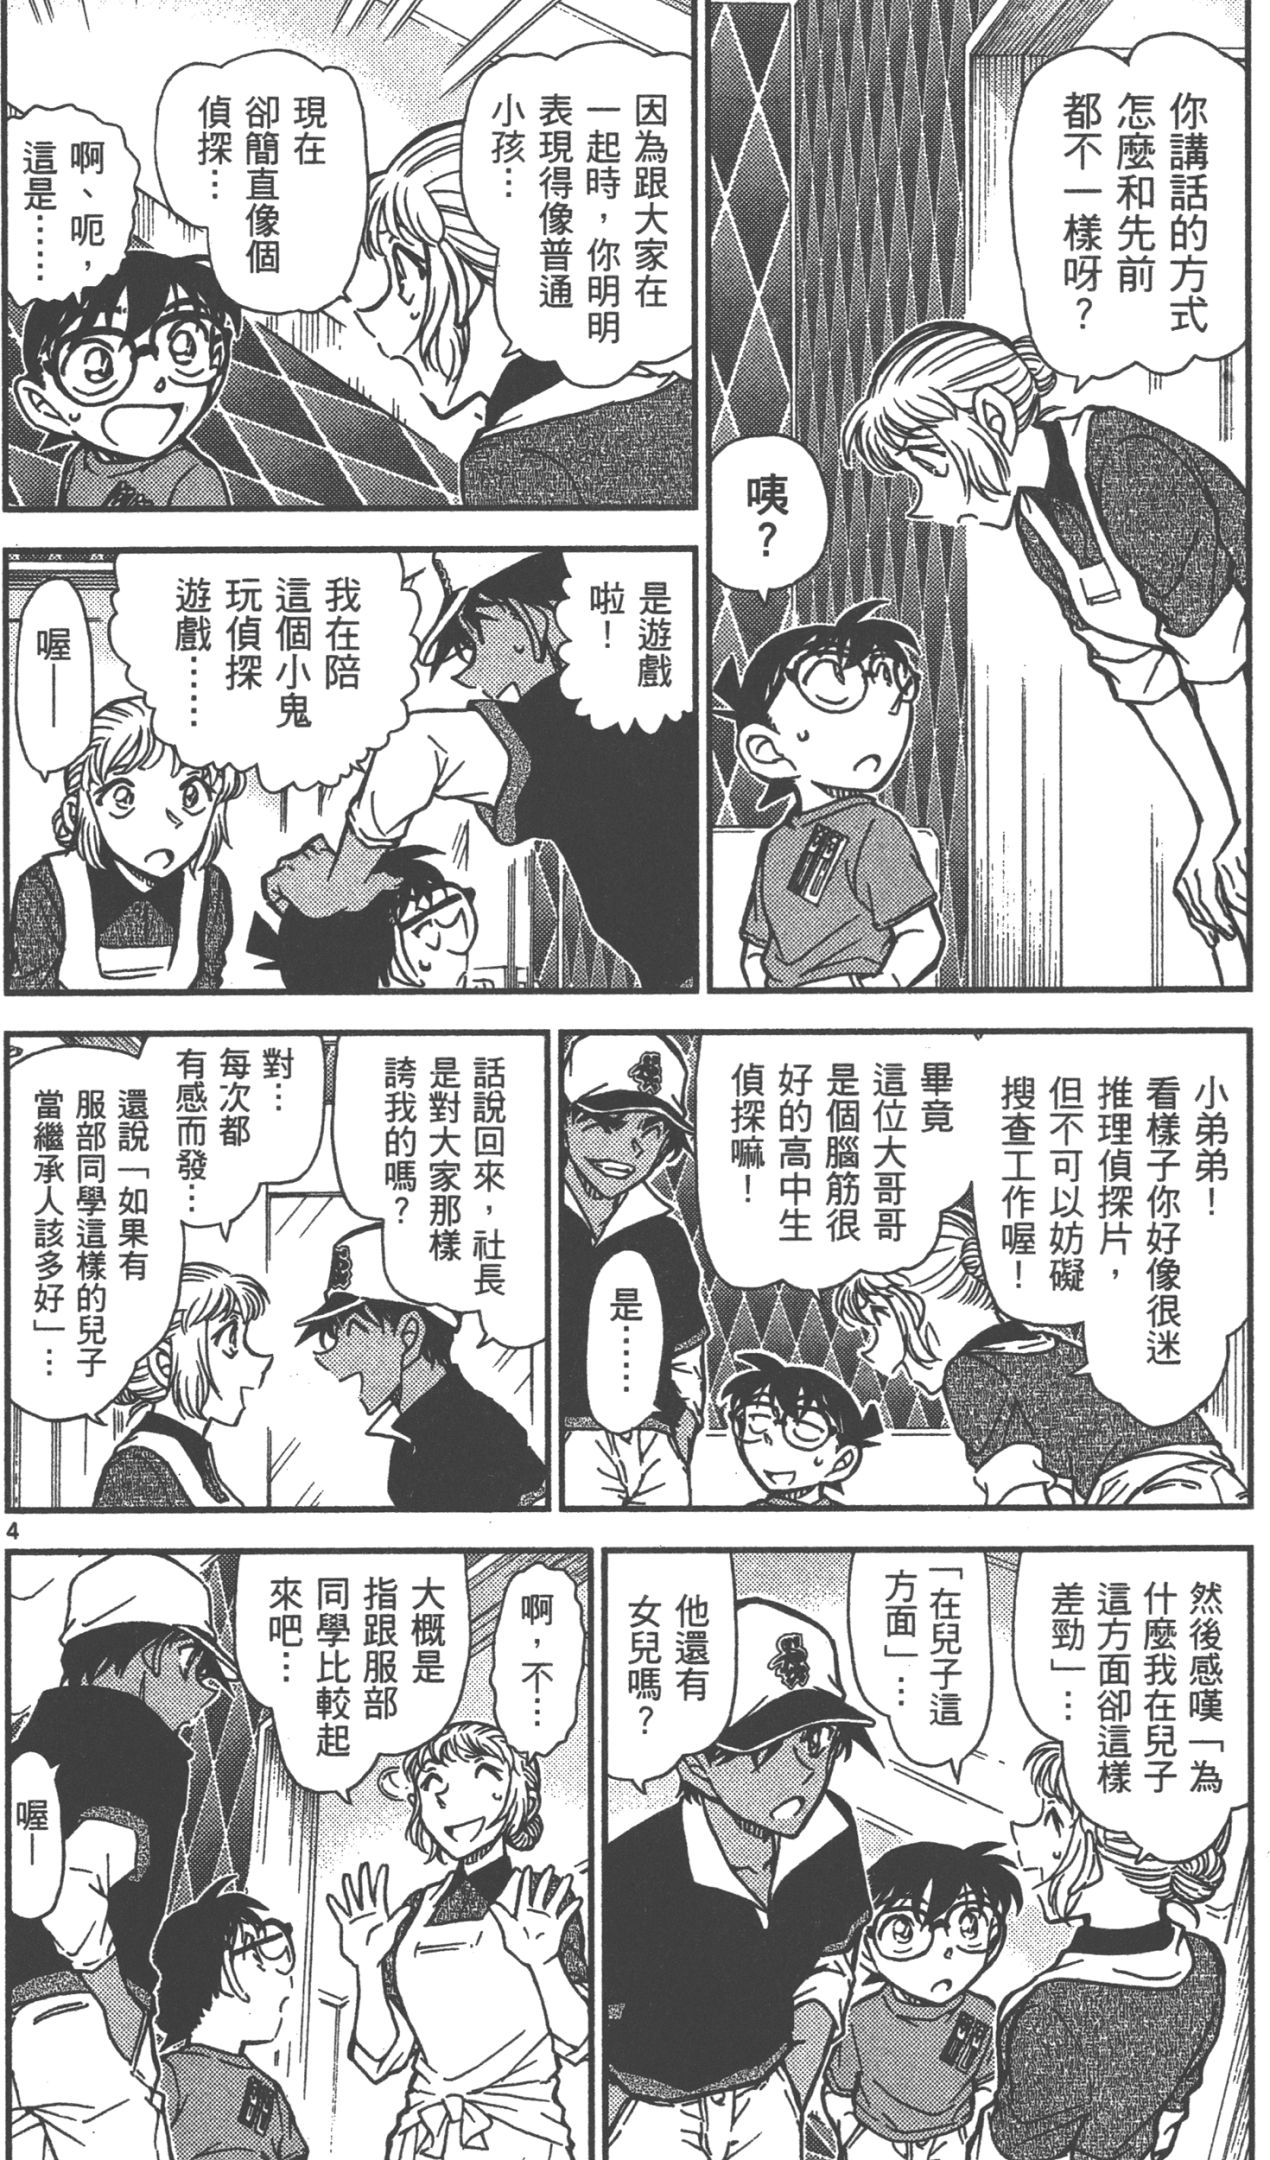 你講話的方式
怎麼和先前
都不一樣呀？
咦？
因為跟大家在
一起時，你明明
表現得像普通
小孩…
現在
卻簡直像個
偵探…
啊、呃，
這是……
是遊戲
啦！
我在陪
這個小鬼
玩偵探
遊戲……
喔—
小弟弟！
看樣子你好像很迷
推理偵探片，
但不可以妨礙
搜查工作喔！
畢竟
這位大哥哥
是個腦筋很
好的高中生
偵探嘛！
是……
話說回來，社長
是對大家那樣
誇我的嗎？
對…
每次都
有感而發…
還說「如果有
服部同學這樣的兒子
當繼承人該多好」…
4
然後感嘆「為
什麼我在兒子
這方面卻這樣
差勁」…
「在兒子這
方面」…
他還有
女兒嗎？
啊，不…
大概是
指跟服部
同學比較起
來吧…
喔—